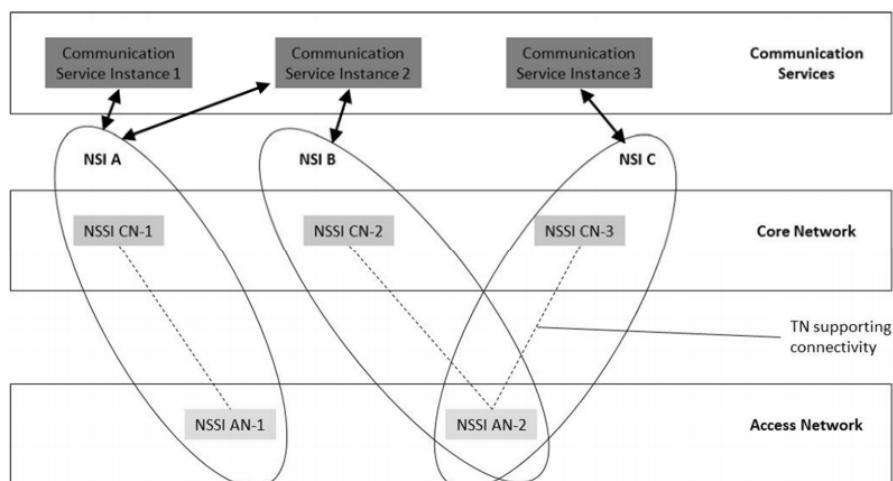 Communication
Service Instance 1
Communication
Service Instance 2
Communication
Service Instance 3
Communication
Services
NSI A
NSI B
NSI C
NSSI CN-1
NSSI CN-2
NSSI CN-3
Core Network
TN supporting
connectivity
NSSI AN-1
NSSI AN-2
Access Network